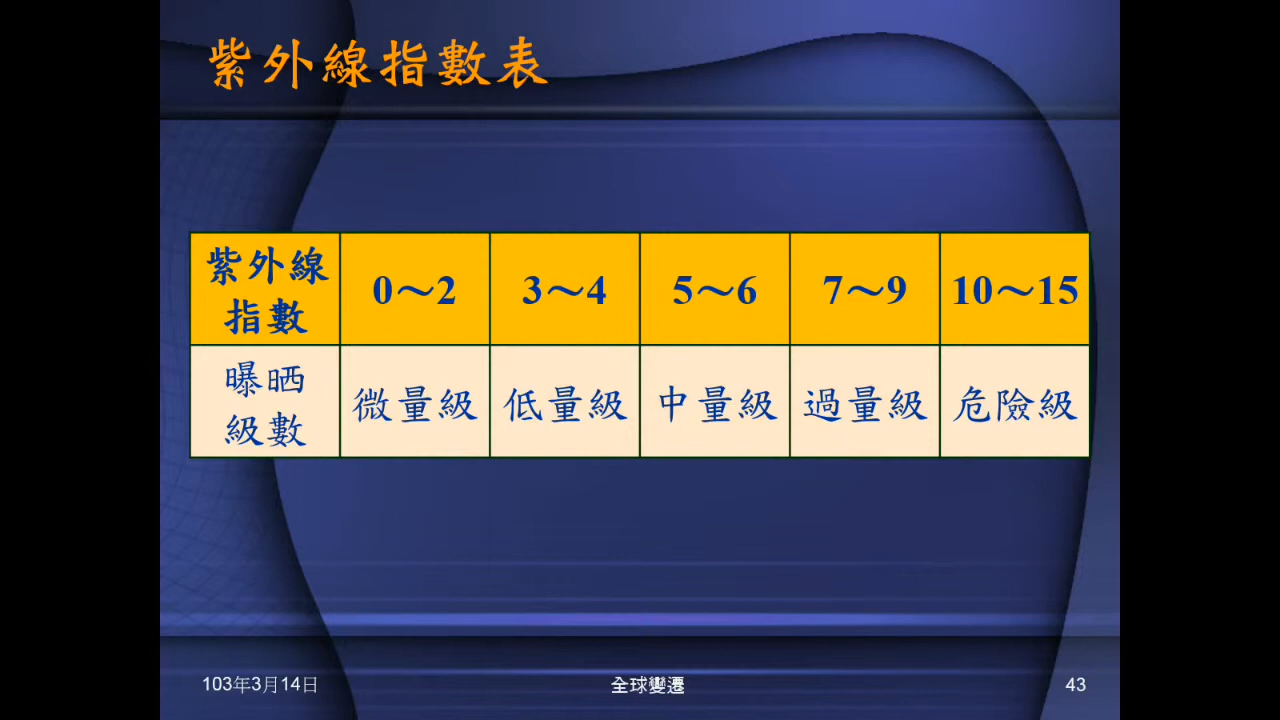 紫外線指數表
紫外線指數 0～2 3～4 5～6 7～9 10～15
曝晒級數 微量級 低量級 中量級 過量級 危險級
103年3月14日 全球變遷 43